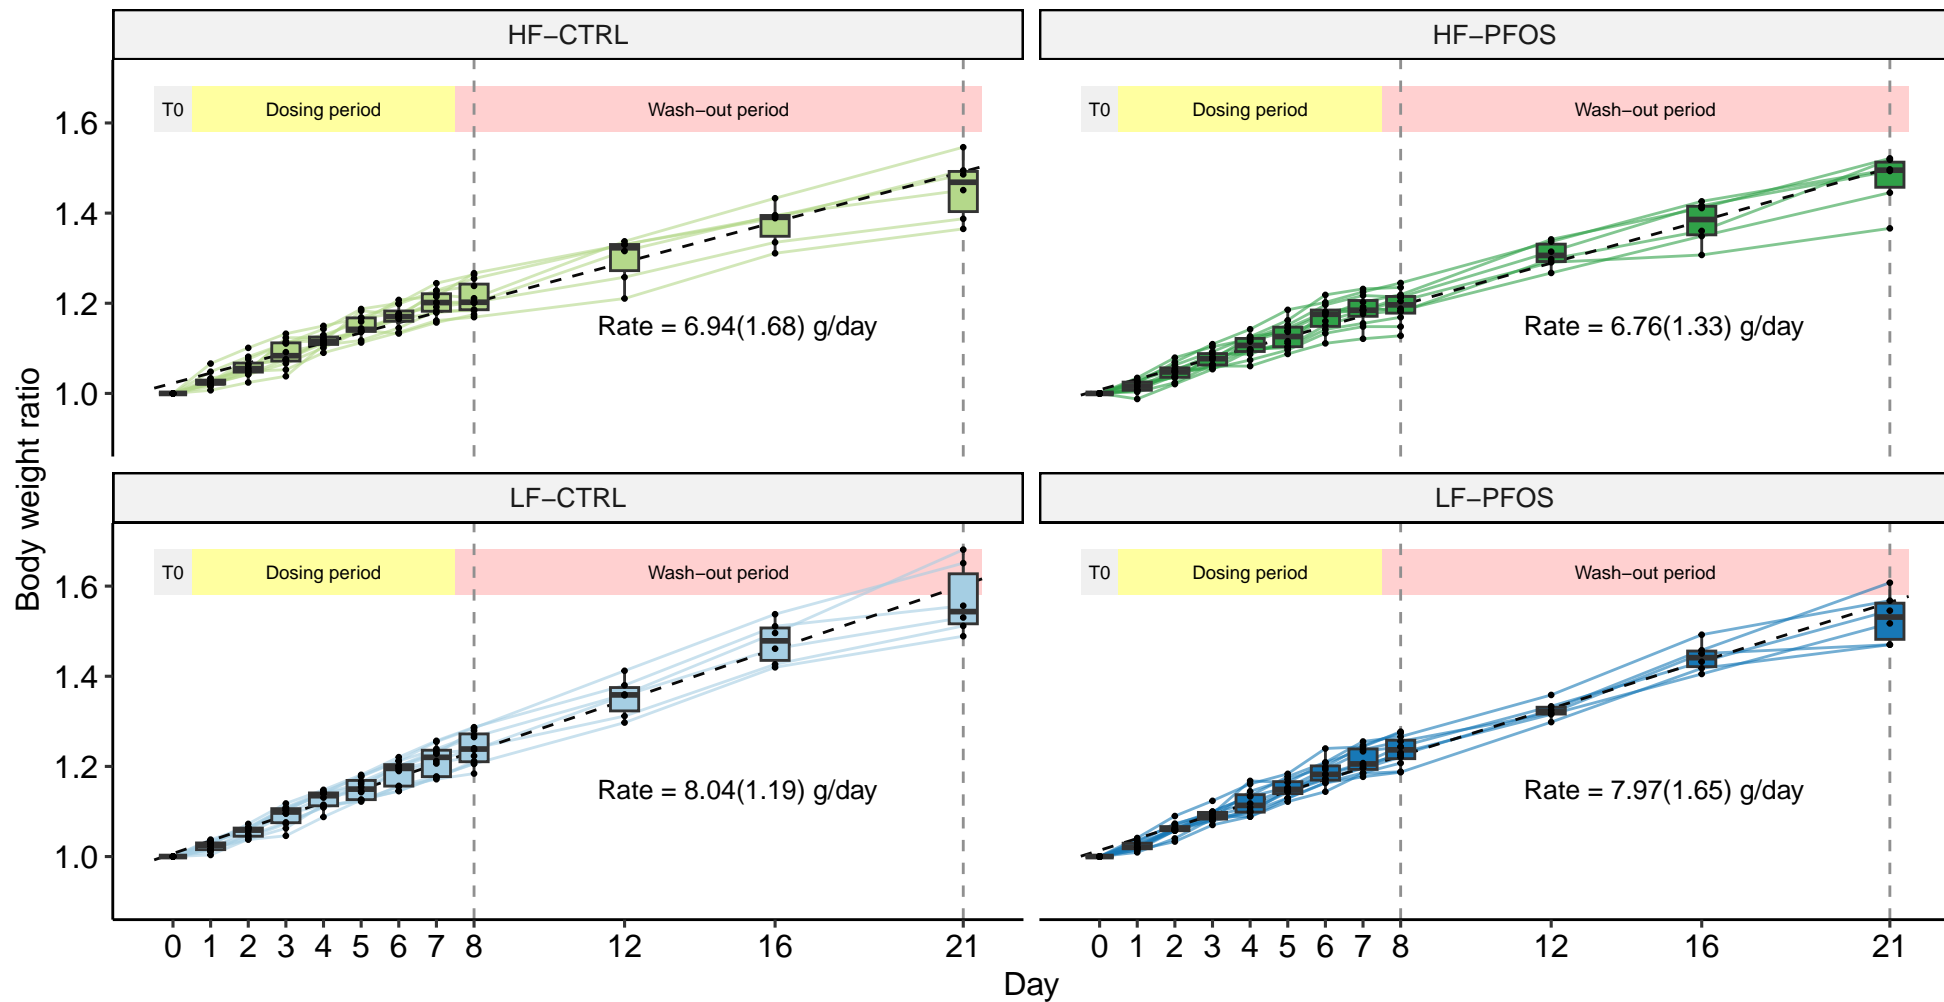 HF−CTRL
HF−PFOS
T0 Dosing period Wash−out period
T0 Dosing period Wash−out period
1.6
1.4
1.2
1.0
Rate = 6.94(1.68) g/day
Rate = 6.76(1.33) g/day
Body weight ratio
LF−CTRL
LF−PFOS
T0 Dosing period Wash−out period
T0 Dosing period Wash−out period
1.6
1.4
1.2
1.0
Rate = 8.04(1.19) g/day
Rate = 7.97(1.65) g/day
0 1 2 3 4 5 6 7 8 12 16 21
0 1 2 3 4 5 6 7 8 12 16 21
Day